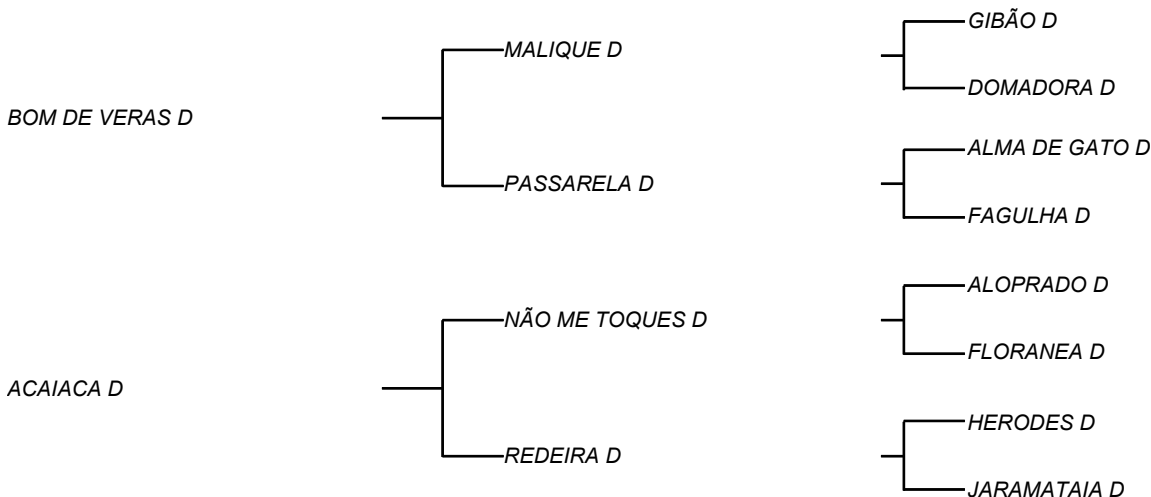 GIBÃO D
MALIQUE D
DOMADORA D
BOM DE VERAS D
ALMA DE GATO D
PASSARELA D
FAGULHA D
ALOPRADO D
NÃO ME TOQUES D
FLORANEA D
ACAIACA D
HERODES D
REDEIRA D
JARAMATAIA D